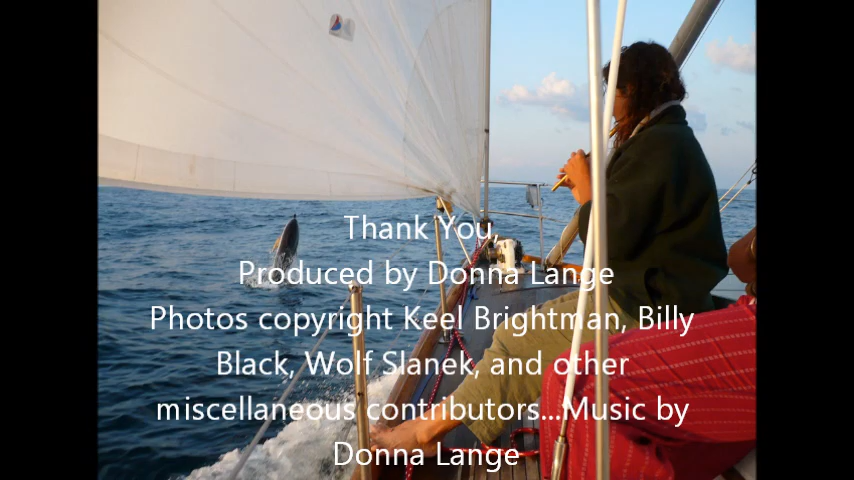 Thank You,
Produced by Donna Lange
Photos copyright Keel Brightman, Billy
Black, Wolf Slanek, and other
miscellaneous contributors...Music by
Donna Lange